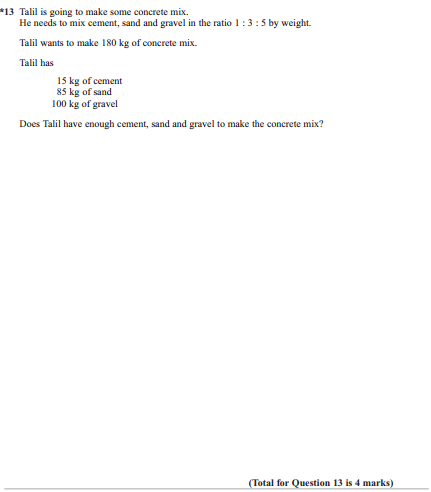 *13 Talil is going to make some concrete mix.
He needs to mix cement, sand and gravel in the ratio 1 : 3 : 5 by weight.
Talil wants to make 180 kg of concrete mix.
Talil has
15 kg of cement
85 kg of sand
100 kg of gravel
Does Talil have enough cement, sand and gravel to make the concrete mix?
(Total for Question 13 is 4 marks)